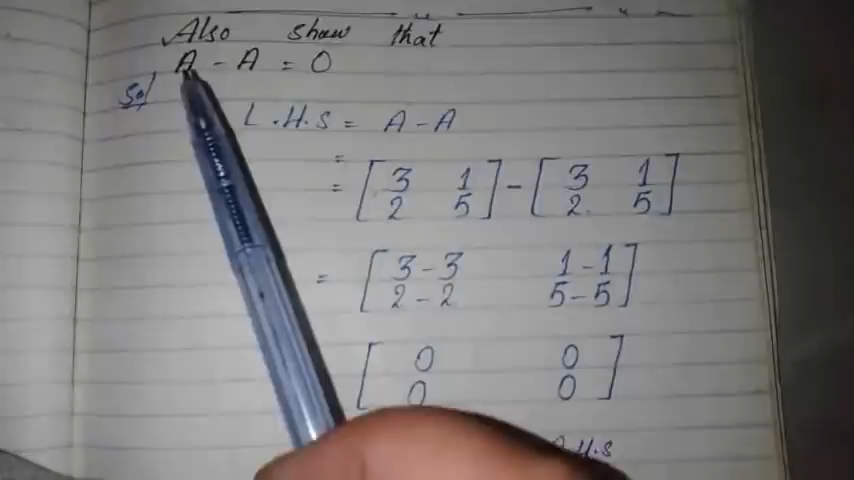 Also show that
A - A = 0
Sol
L.H.S = A - A
=
= [ 3 1 ] - [ 3 1 ]
2 5 2. 5
= [ 3 - 3 1 - 1 ]
2 - 2 5 - 5
[ 0 0 ]
0 0
R.H.S